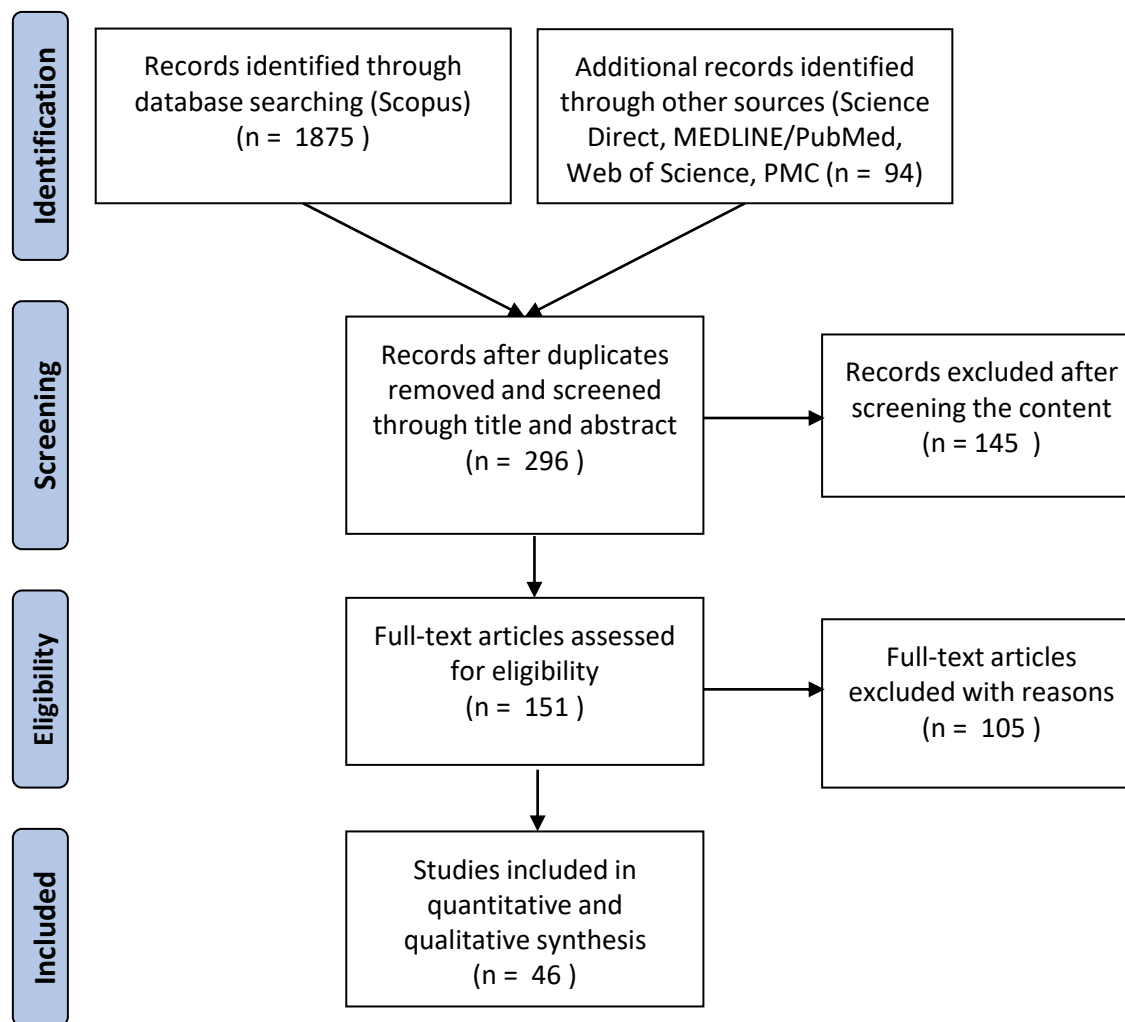 Identification
Records identified through
database searching (Scopus)
(n =  1875 )
Additional records identified
through other sources (Science
Direct, MEDLINE/PubMed,
Web of Science, PMC (n =  94)
Screening
Records after duplicates
removed and screened
through title and abstract
(n =  296 )
Records excluded after
screening the content
(n = 145  )
Eligibility
Full-text articles assessed
for eligibility
(n =  151 )
Full-text articles
excluded with reasons
(n =  105 )
Included
Studies included in
quantitative and
qualitative synthesis
(n =  46 )